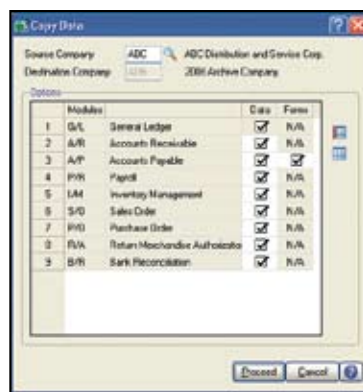 Copy Data
Source Company ABC ABC Distribution and Service Corp.
Destination Company 2006 Archive Company
Options
Modules Data Forms
1 G/L General Ledger N/A
2 A/R Accounts Receivable N/A
3 A/P Accounts Payable
4 P/R Payroll N/A
5 I/M Inventory Management N/A
6 S/O Sales Order N/A
7 P/O Purchase Order N/A
8 R/A Return Merchandise Authorizatio N/A
9 B/R Bank Reconciliation N/A
Proceed Cancel